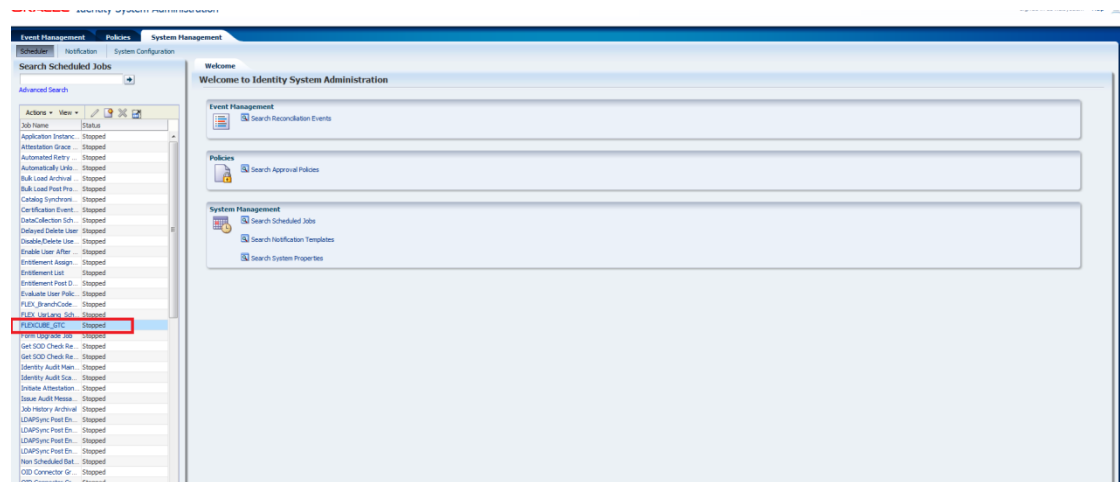 Identity System Administration
Event Management Policies System Management
Scheduler Notification System Configuration
Search Scheduled Jobs
Advanced Search
Actions View
Job Name Status
Application Instanc... Stopped
Attestation Grace ... Stopped
Automated Retry ... Stopped
Automatically Unlo... Stopped
Bulk Load Archival ... Stopped
Bulk Load Post Pro... Stopped
Catalog Synchroni... Stopped
Certification Event... Stopped
DataCollection Sch... Stopped
Delayed Delete User Stopped
Disable/Delete Use... Stopped
Enable User After ... Stopped
Entitlement Assign... Stopped
Entitlement List Stopped
Entitlement Post D... Stopped
Evaluate User Polic... Stopped
FLEX_BranchCode... Stopped
FLEX_UsrLang_Sch... Stopped
FLEXCUBE_GTC Stopped
Form Upgrade Job Stopped
Get SOD Check Re... Stopped
Get SOD Check Re... Stopped
Identity Audit Main... Stopped
Identity Audit Sca... Stopped
Initiate Attestation... Stopped
Issue Audit Messa... Stopped
Job History Archival Stopped
LDAPSync Post En... Stopped
LDAPSync Post En... Stopped
LDAPSync Post En... Stopped
LDAPSync Post En... Stopped
Non Scheduled Bat... Stopped
OID Connector Gr... Stopped
Welcome
Welcome to Identity System Administration
Event Management
Search Reconciliation Events
Policies
Search Approval Policies
System Management
Search Scheduled Jobs
Search Notification Templates
Search System Properties